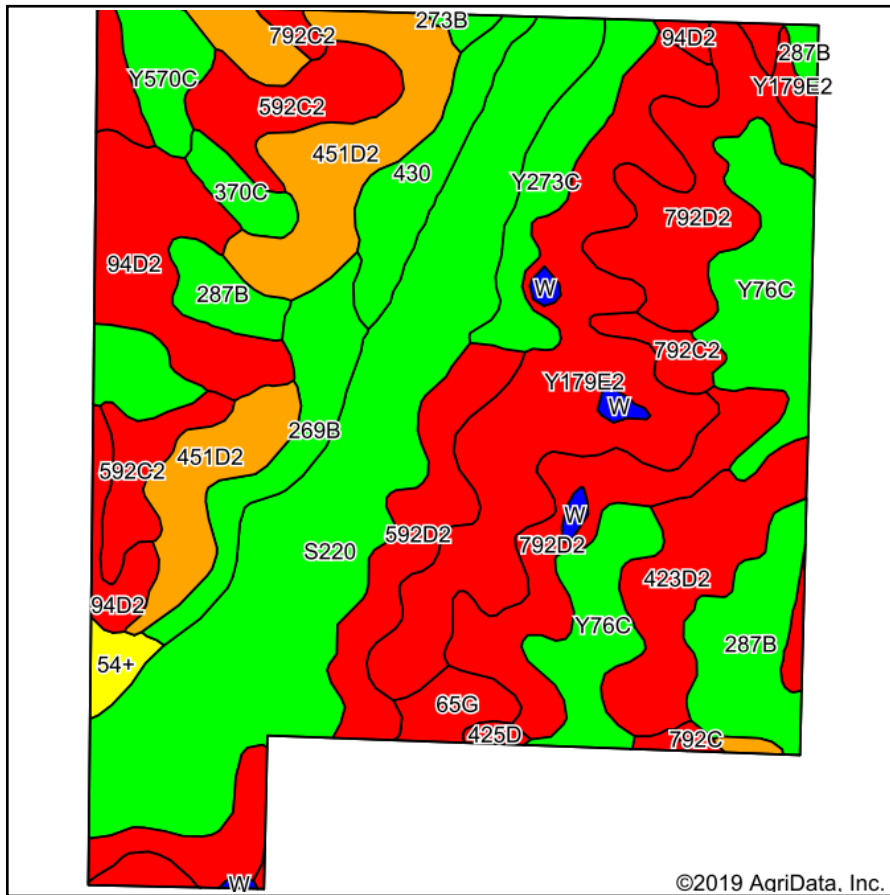 273B
792C2
94D2
287B
Y570C
Y179E2
592C2
451D2
430
370C
Y273C
792D2
94D2
287B
W
Y76C
792C2
Y179E2
W
269B
451D2
592C2
W
592D2
792D2
S220
423D2
94D2
Y76C
287B
54+
65G
425D
792C
W
©2019 AgriData, Inc.